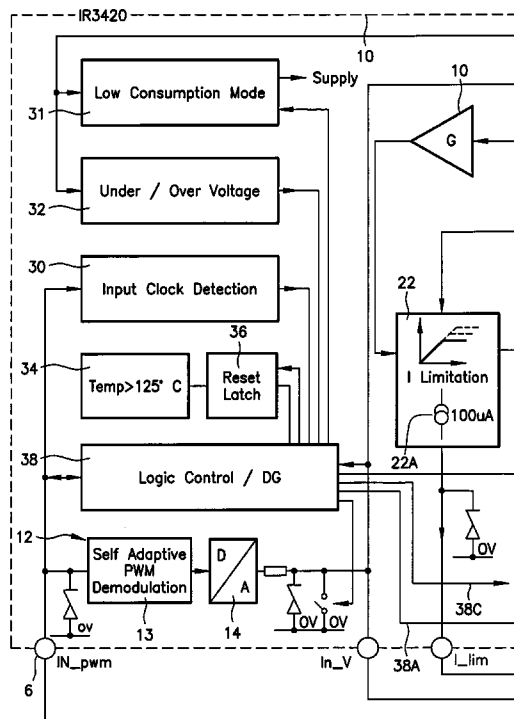 IR3420
10
10
Low Consumption Mode
Supply
31
G
Under / Over Voltage
32
30
Input Clock Detection
22
36
34
Temp>125° C
Reset
Latch
I Limitation
100uA
22A
38
Logic Control / DG
12
Self Adaptive
PWM
Demodulation
D
A
0V
0V
0V
0V
13
14
38C
6
IN_pwm
In_V
38A
I_lim